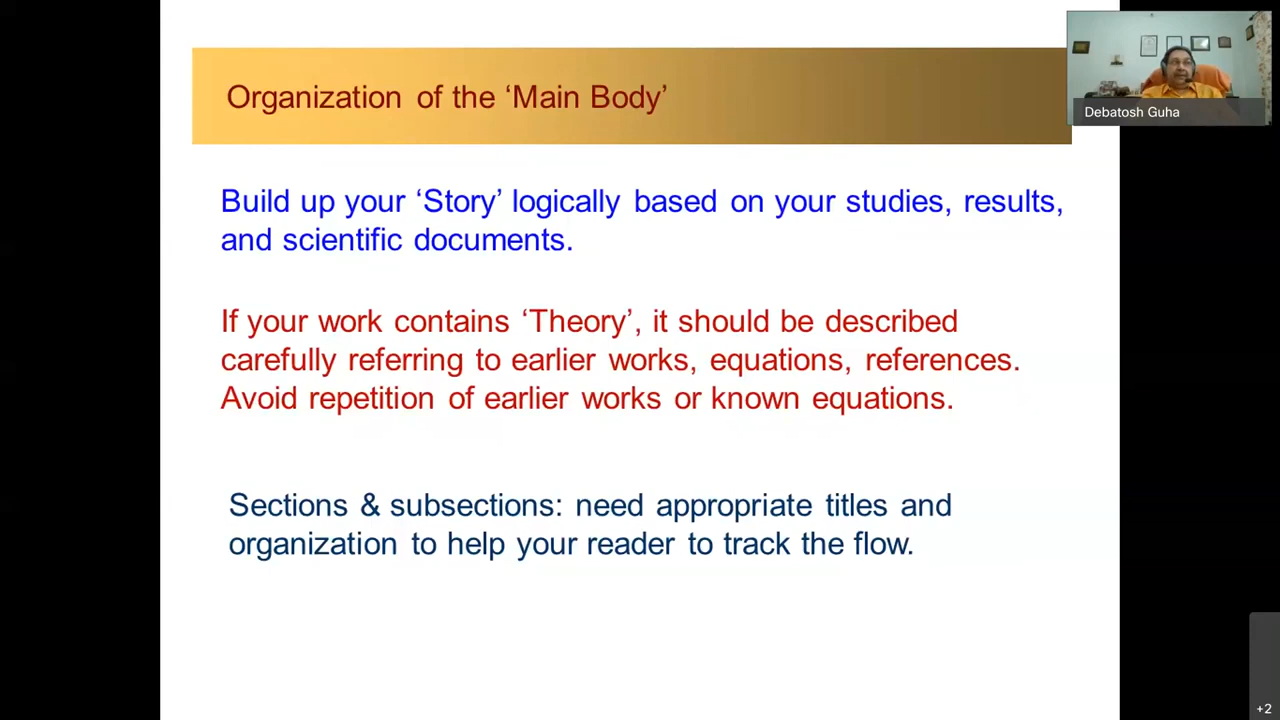 Organization of the ‘Main Body’
Debatosh Guha
Build up your ‘Story’ logically based on your studies, results,
and scientific documents.
If your work contains ‘Theory’, it should be described
carefully referring to earlier works, equations, references.
Avoid repetition of earlier works or known equations.
Sections & subsections: need appropriate titles and
organization to help your reader to track the flow.
+2